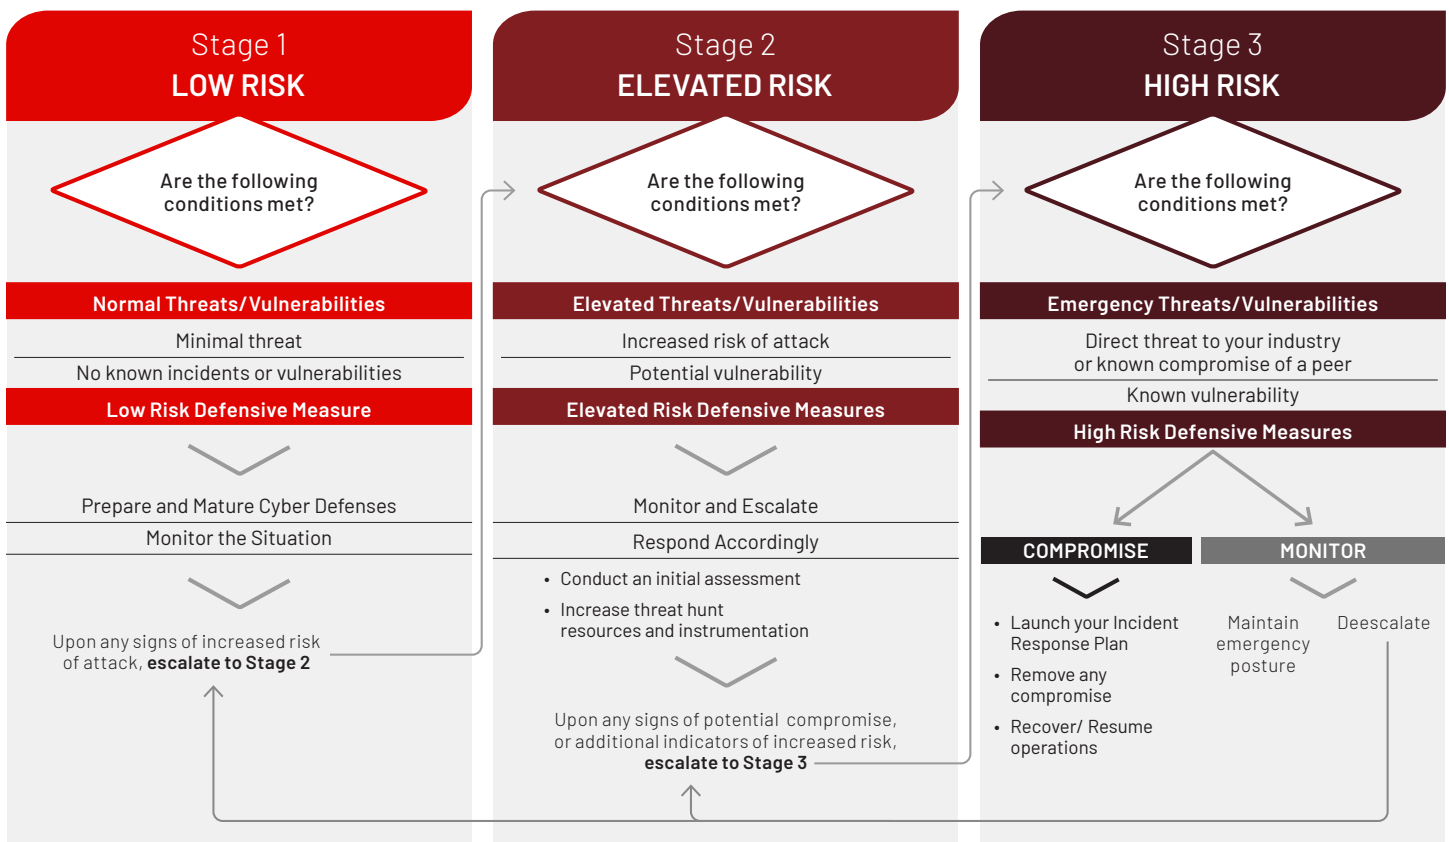 Stage 1
LOW RISK
Are the following
conditions met?
Normal Threats/Vulnerabilities
Minimal threat
No known incidents or vulnerabilities
Low Risk Defensive Measure
Prepare and Mature Cyber Defenses
Monitor the Situation
Upon any signs of increased risk
of attack, escalate to Stage 2
Stage 2
ELEVATED RISK
Are the following
conditions met?
Elevated Threats/Vulnerabilities
Increased risk of attack
Potential vulnerability
Elevated Risk Defensive Measures
Monitor and Escalate
Respond Accordingly
• Conduct an initial assessment
• Increase threat hunt
resources and instrumentation
Upon any signs of potential compromise,
or additional indicators of increased risk,
escalate to Stage 3
Stage 3
HIGH RISK
Are the following
conditions met?
Emergency Threats/Vulnerabilities
Direct threat to your industry
or known compromise of a peer
Known vulnerability
High Risk Defensive Measures
COMPROMISE
• Launch your Incident
Response Plan
• Remove any
compromise
• Recover/ Resume
operations
MONITOR
Maintain
emergency
posture
Deescalate